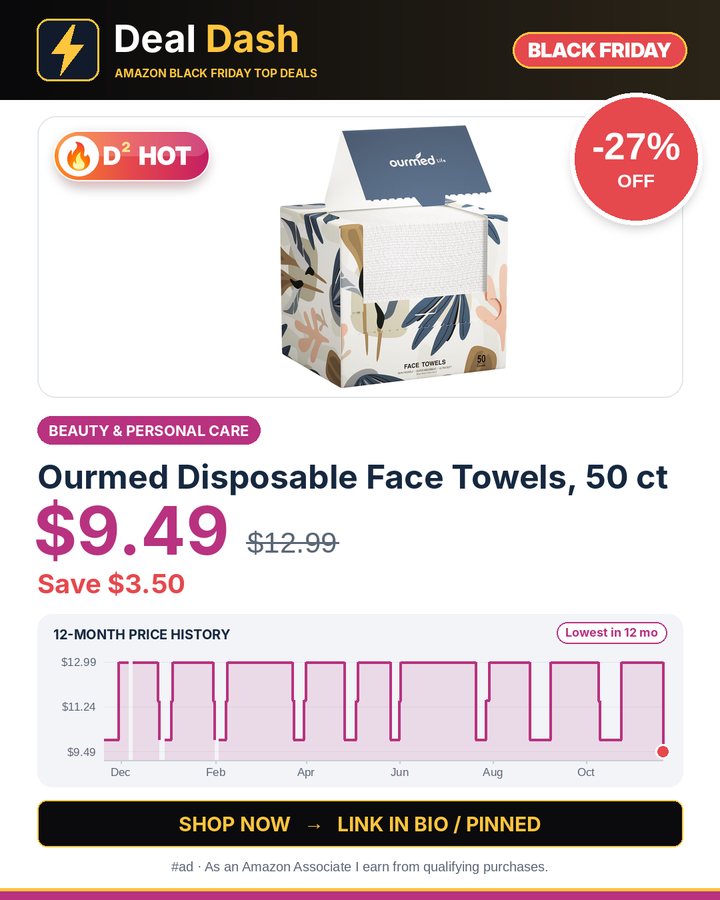 Deal Dash
AMAZON BLACK FRIDAY TOP DEALS
BLACK FRIDAY
D² HOT
-27%
OFF
ourmed Life
FACE TOWELS
50
BEAUTY & PERSONAL CARE
Ourmed Disposable Face Towels, 50 ct
$9.49 $12.99
Save $3.50
12-MONTH PRICE HISTORY
Lowest in 12 mo
$12.99
$11.24
$9.49
Dec Feb Apr Jun Aug Oct
SHOP NOW → LINK IN BIO / PINNED
#ad · As an Amazon Associate I earn from qualifying purchases.